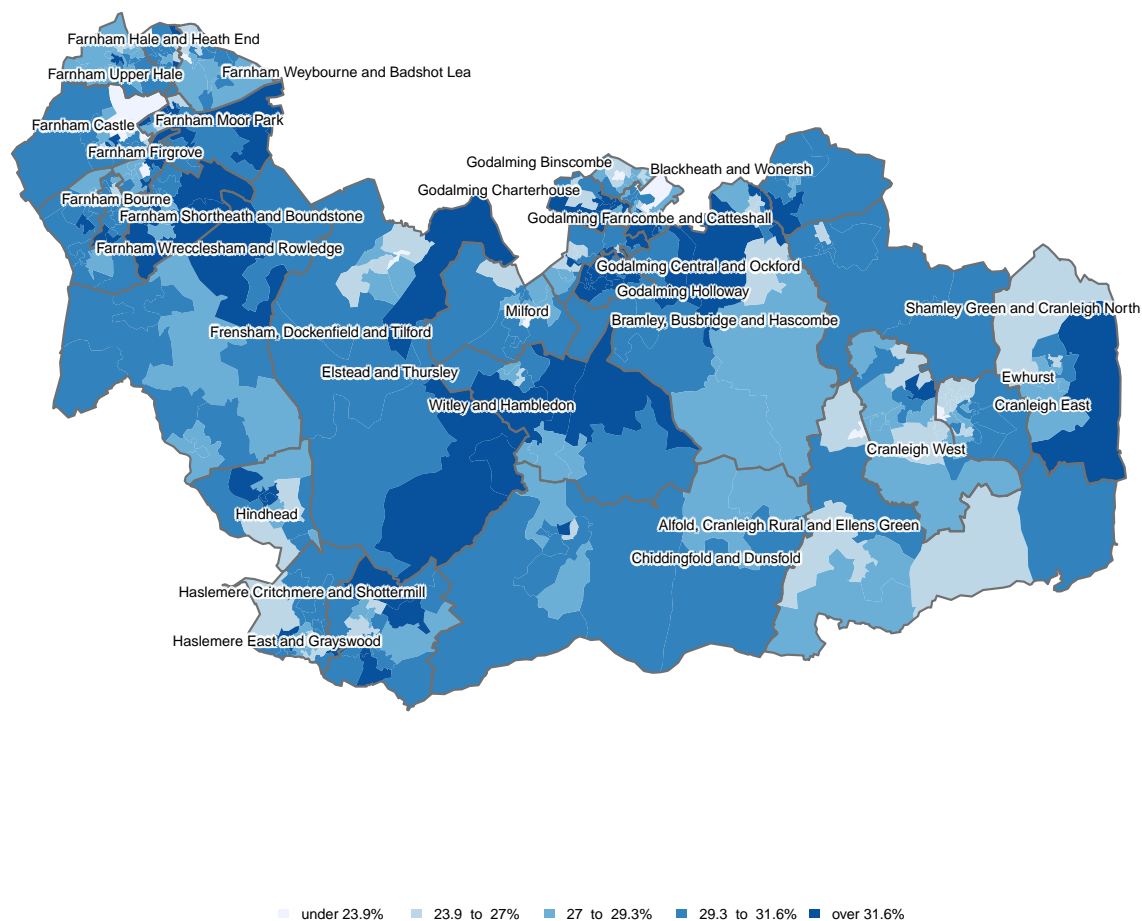 Farnham Hale and Heath End
Farnham Upper Hale
Farnham Weybourne and Badshot Lea
Farnham Castle
Farnham Moor Park
Farnham Firgrove
Godalming Binscombe
Blackheath and Wonersh
Godalming Charterhouse
Farnham Bourne
Farnham Shortheath and Boundstone
Godalming Farncombe and Catteshall
Farnham Wrecclesham and Rowledge
Godalming Central and Ockford
Godalming Holloway
Milford
Shamley Green and Cranleigh North
Bramley, Busbridge and Hascombe
Frensham, Dockenfield and Tilford
Elstead and Thursley
Ewhurst
Witley and Hambledon
Cranleigh East
Cranleigh West
Hindhead
Alfold, Cranleigh Rural and Ellens Green
Chiddingfold and Dunsfold
Haslemere Critchmere and Shottermill
Haslemere East and Grayswood
under 23.9% 23.9 to 27% 27 to 29.3% 29.3 to 31.6% over 31.6%